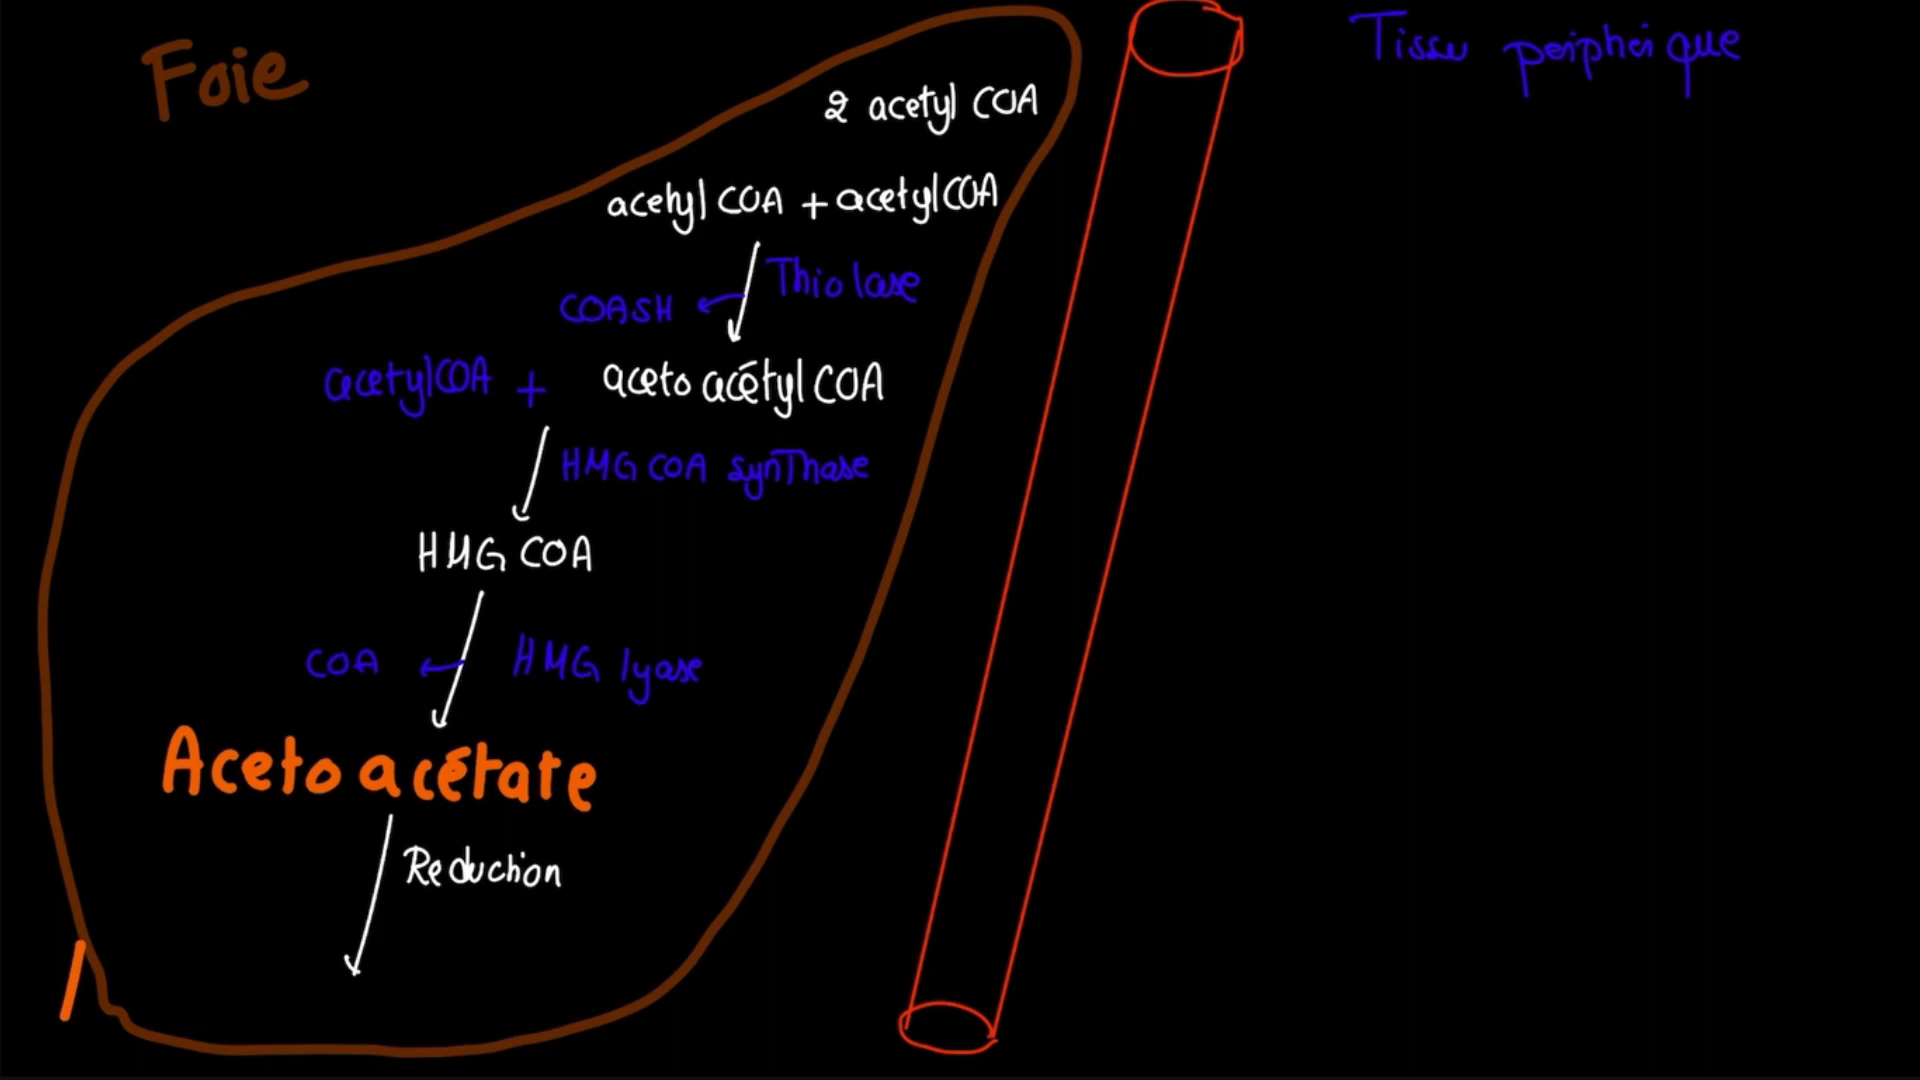 Foie
Tissu peripherique
2 acetyl COA
acetyl COA + acetyl COA
Thiolase
COASH
acetyl COA + aceto acétyl COA
HMG COA synThase
HMG COA
COA
HMG lyase
Aceto acétate
Reduction